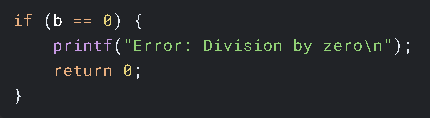 if (b == 0) {
    printf("Error: Division by zero\n");
    return 0;
}